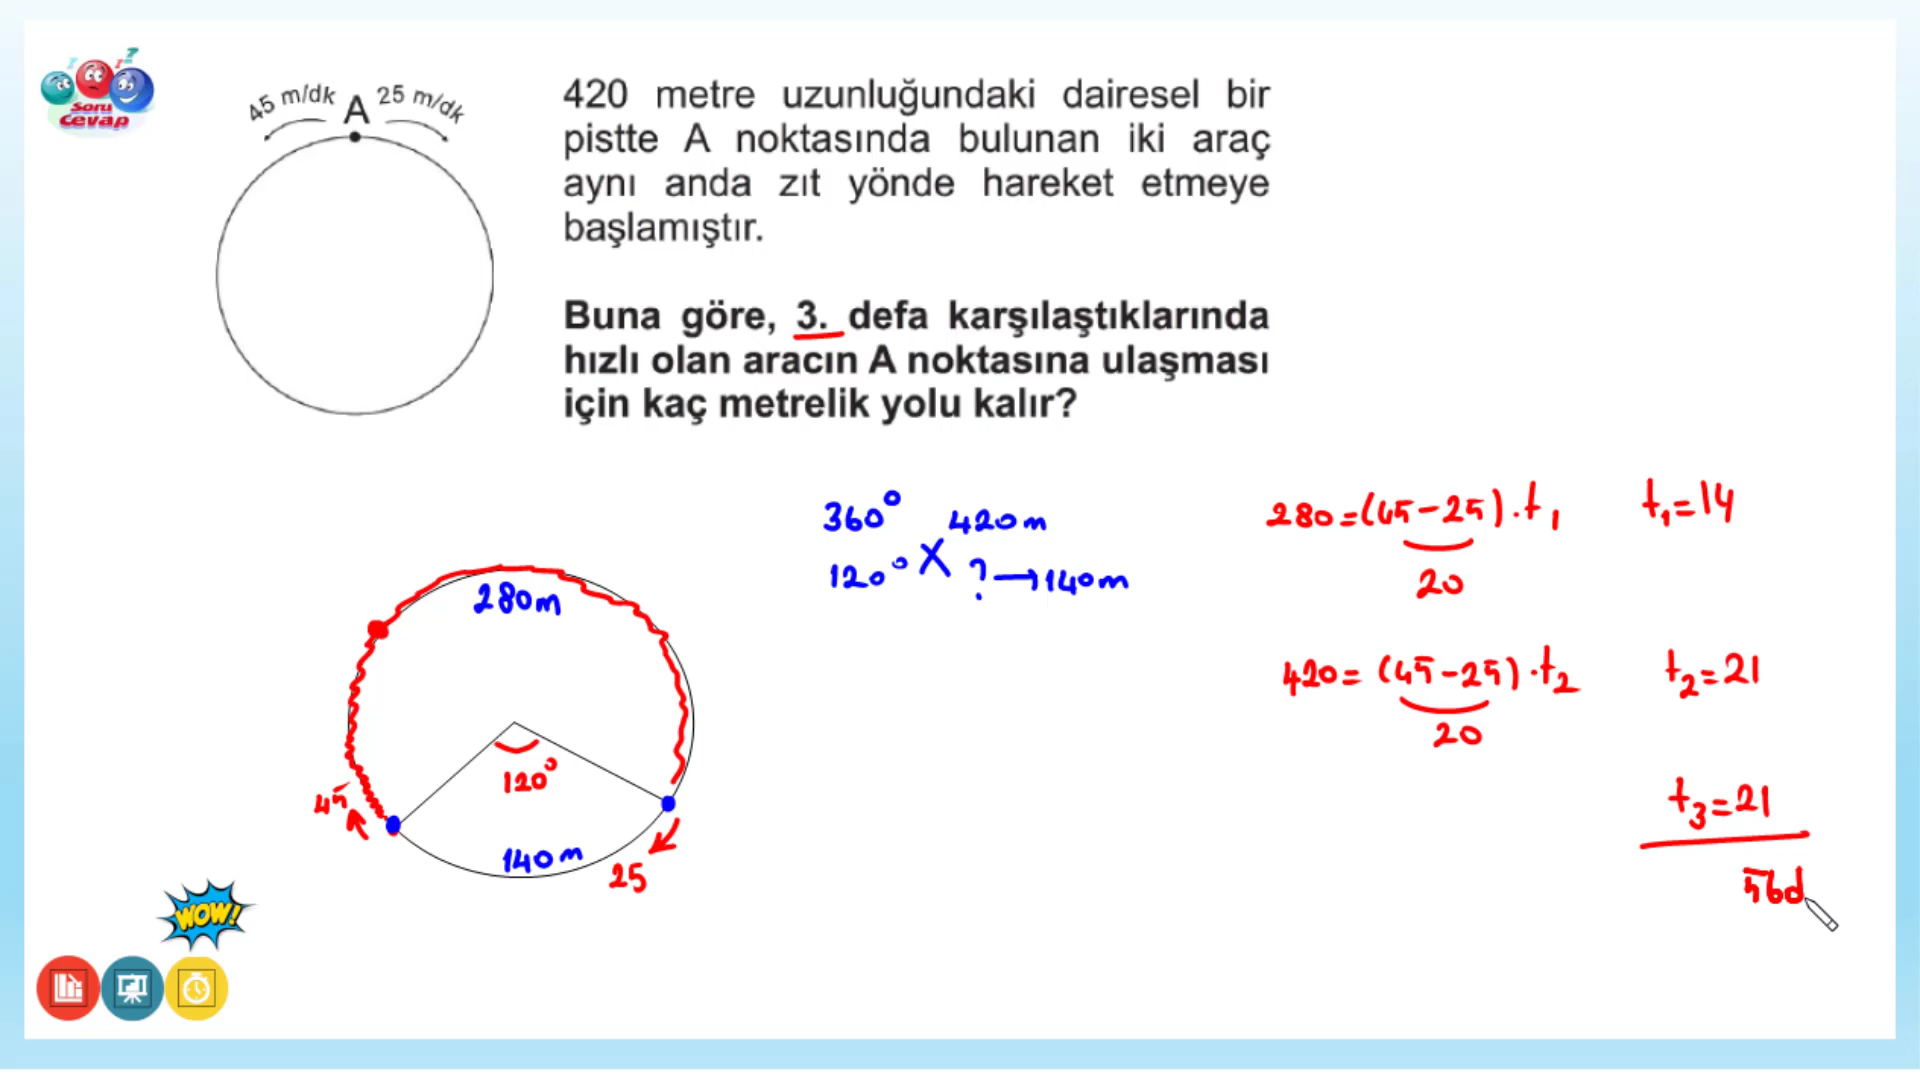 Soru
Cevap
45 m/dk A 25 m/dk
420 metre uzunluğundaki dairesel bir
pistte A noktasında bulunan iki araç
aynı anda zıt yönde hareket etmeye
başlamıştır.
Buna göre, 3. defa karşılaştıklarında
hızlı olan aracın A noktasına ulaşması
için kaç metrelik yolu kalır?
360° 420m
120° ? → 140m
280m
120°
45
140m
25
280=(45-25).t₁ t₁=14
20
420=(45-25).t₂ t₂=21
20
t₃=21
56d
WOW!